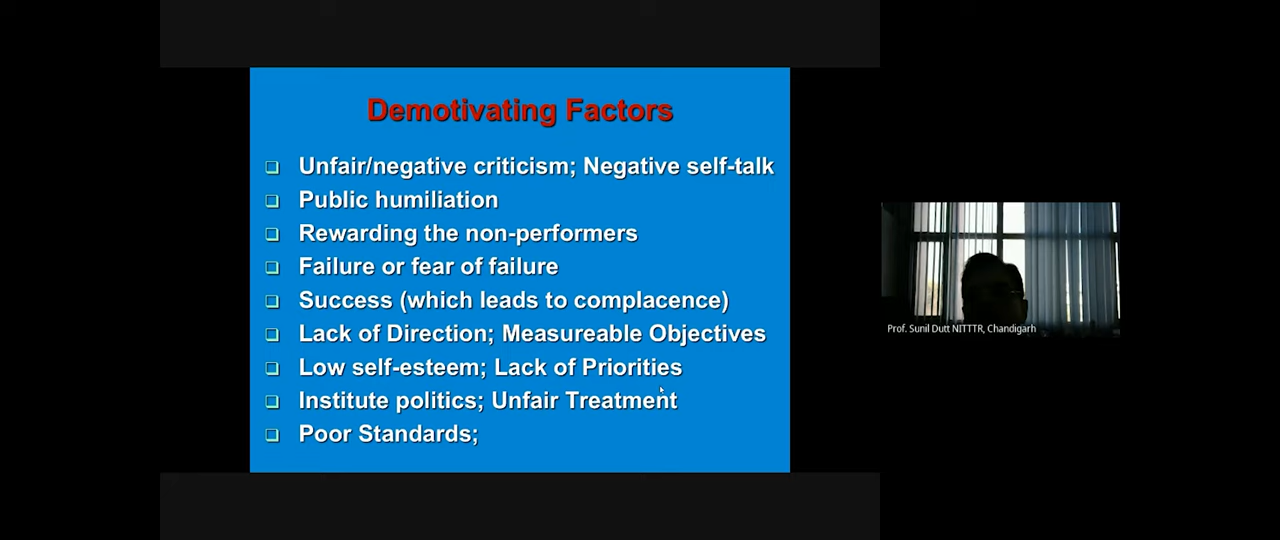 Demotivating Factors
Unfair/negative criticism; Negative self-talk
Public humiliation
Rewarding the non-performers
Failure or fear of failure
Success (which leads to complacence)
Lack of Direction; Measureable Objectives
Low self-esteem; Lack of Priorities
Institute politics; Unfair Treatment
Poor Standards;
Prof. Sunil Dutt NITTTR, Chandigarh